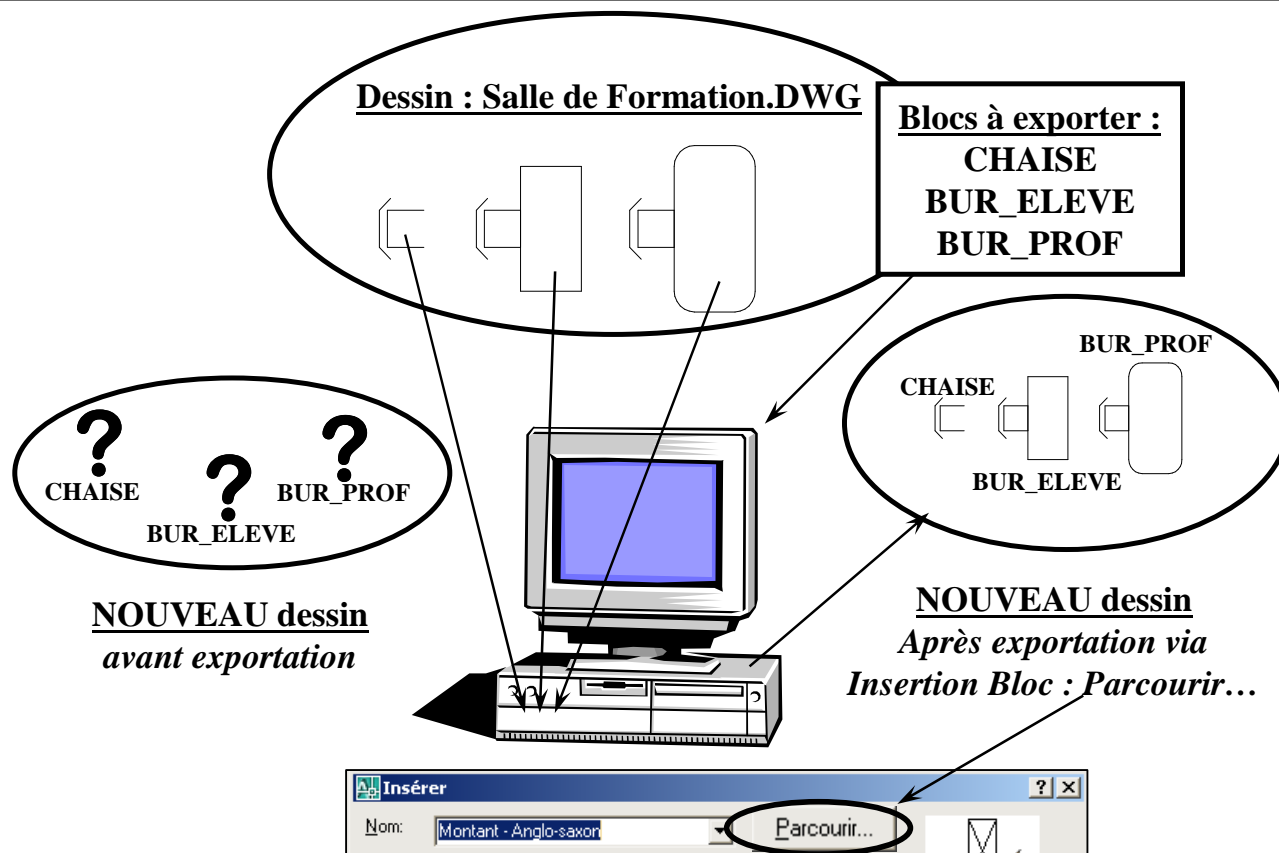 Dessin : Salle de Formation.DWG
Blocs à exporter :
CHAISE
BUR_ELEVE
BUR_PROF
BUR_PROF
CHAISE
BUR_ELEVE
CHAISE
BUR_PROF
BUR_ELEVE
NOUVEAU dessin
avant exportation
NOUVEAU dessin
Après exportation via
Insertion Bloc : Parcourir…
Insérer
Nom:
Montant - Anglo-saxon
Parcourir...